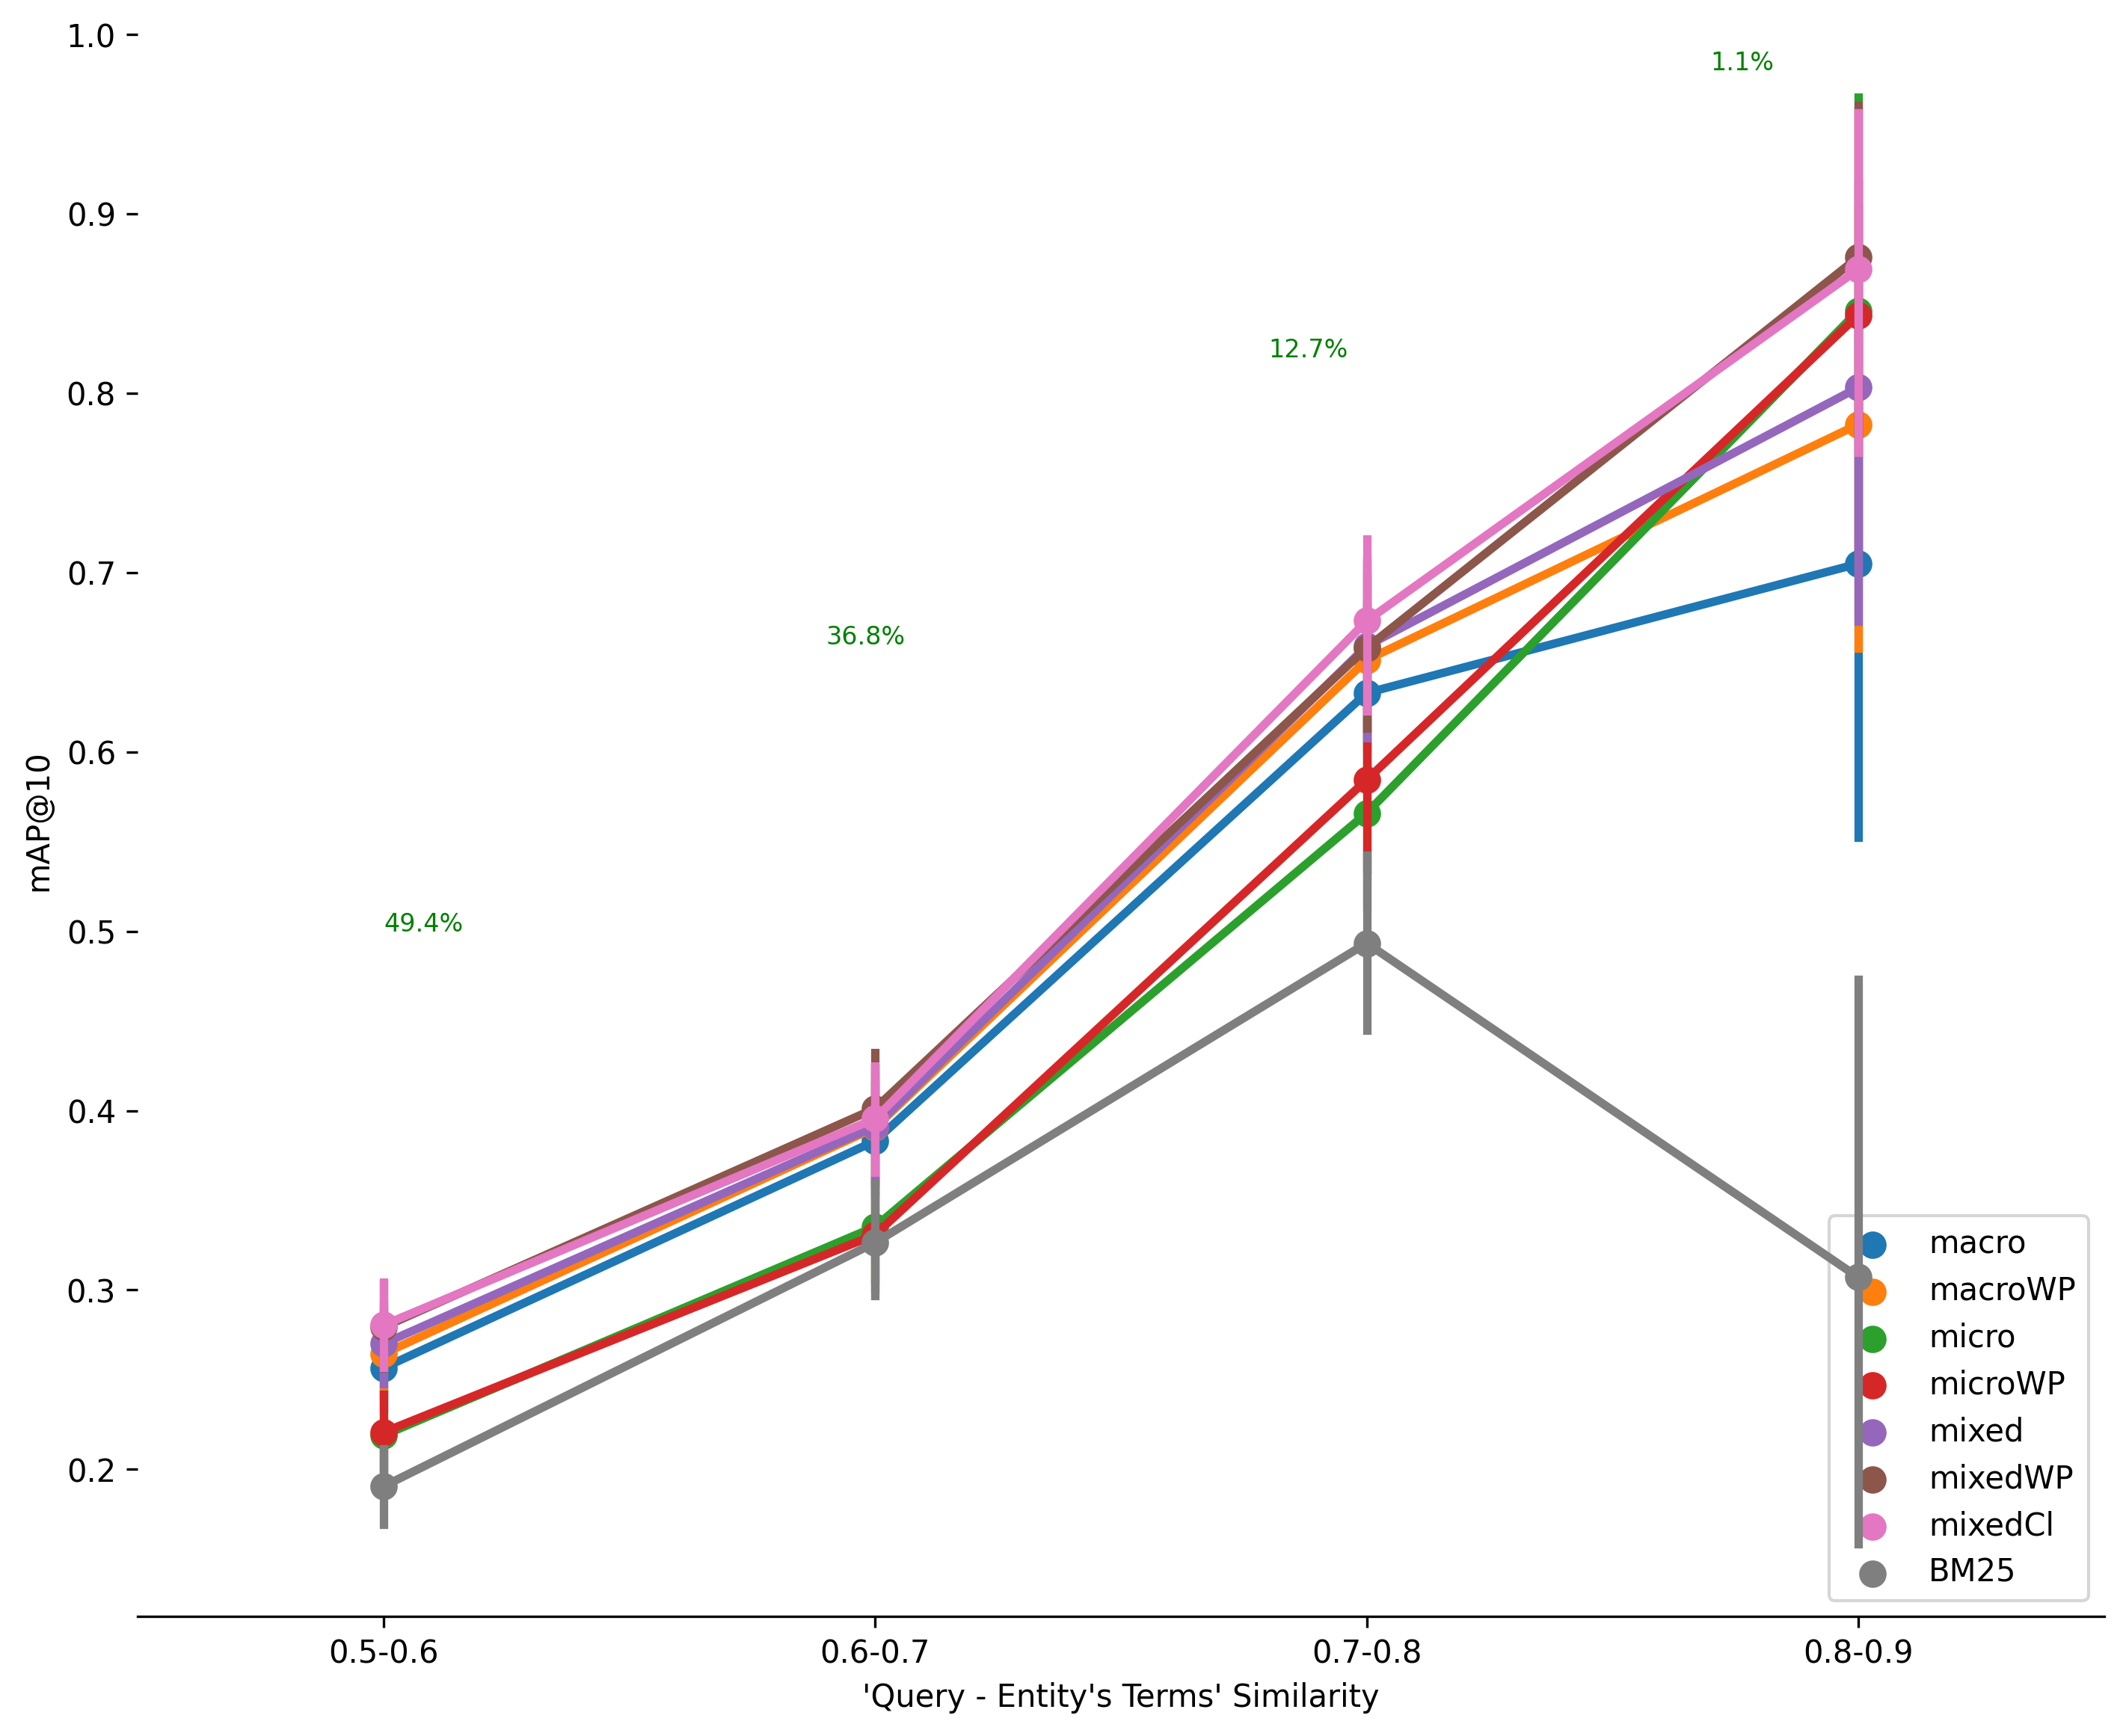 1.0
1.1%
0.9
12.7%
0.8
0.7
36.8%
0.6
mAP@10
49.4%
0.5
0.4
0.3
0.2
macro
macroWP
micro
microWP
mixed
mixedWP
mixedCl
BM25
0.5-0.6
0.6-0.7
0.7-0.8
0.8-0.9
'Query - Entity's Terms' Similarity